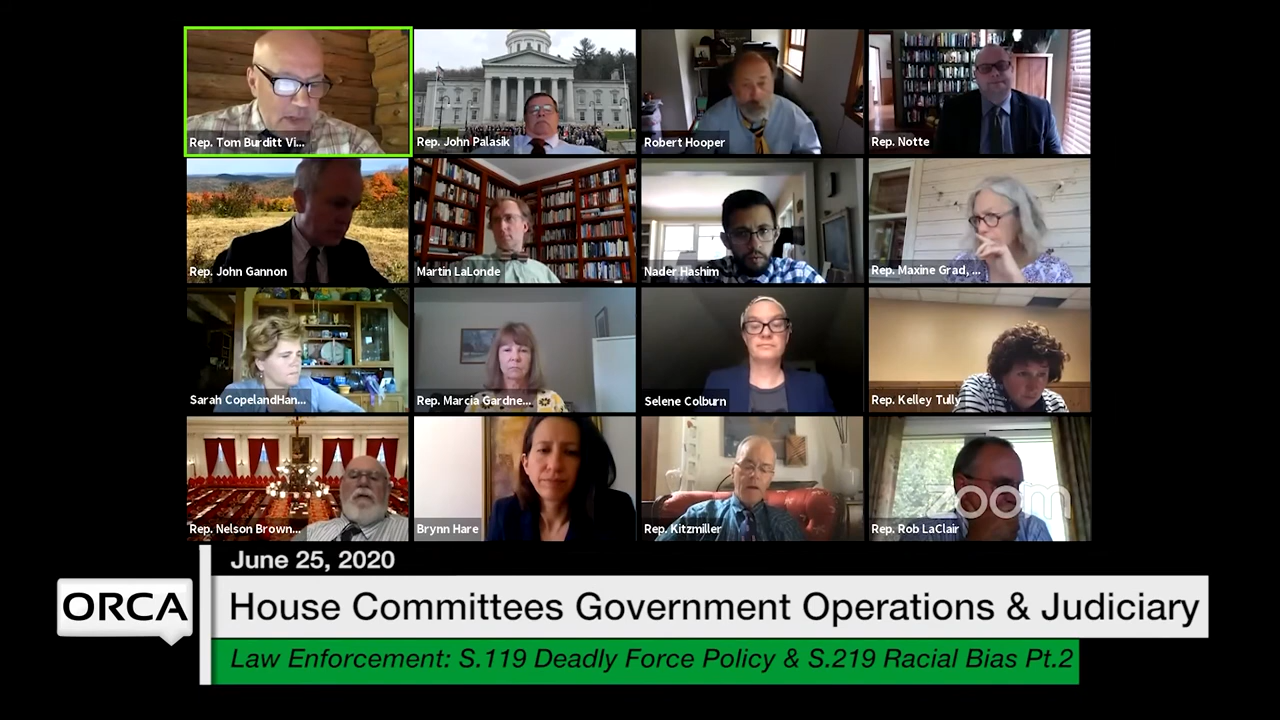 Rep. Tom Burditt Vi...
Rep. John Palasik
Robert Hooper
Rep. Notte
Rep. John Gannon
Martin LaLonde
Nader Hashim
Rep. Maxine Grad, ...
Sarah CopelandHan...
Rep. Marcia Gardne...
Selene Colburn
Rep. Kelley Tully
Rep. Nelson Brown...
Brynn Hare
Rep. Kitzmiller
Rep. Rob LaClair
zoom
June 25, 2020
ORCA
House Committees Government Operations & Judiciary
Law Enforcement: S.119 Deadly Force Policy & S.219 Racial Bias Pt.2